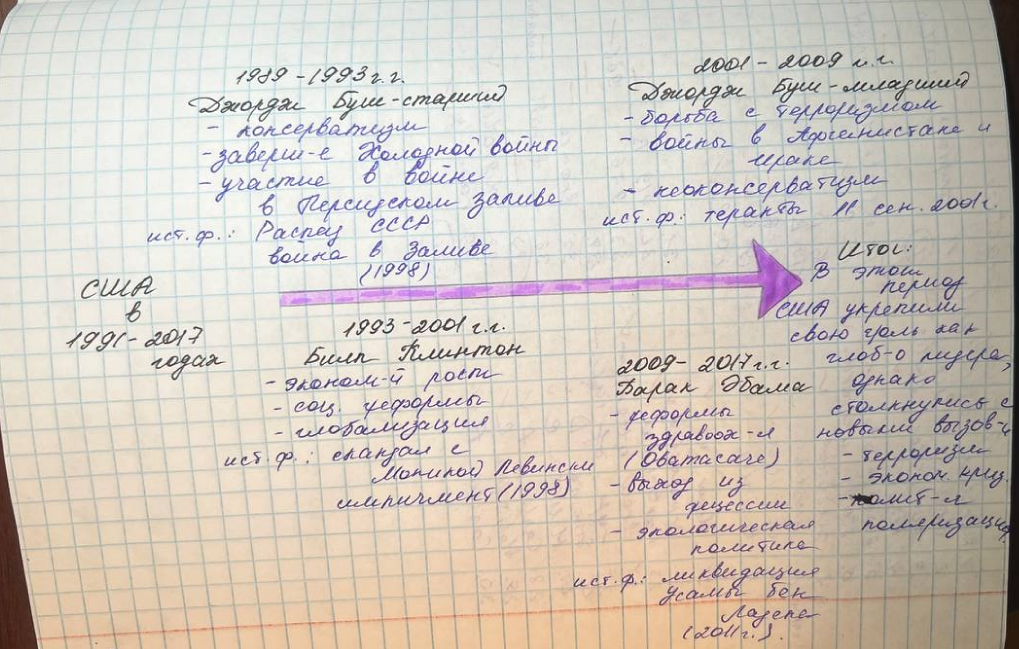 1989-1993 г.г.
Джордж Буш-старший
- консерватизм
- заверш-е Холодной войны
- участие в войне
в Персидском заливе
ист. ф.: Распад СССР
война в Заливе
(1998)
2001-2009 г.г.
Джордж Буш-младший
- борьба с терроризмом
- войны в Афгенистане и
Ираке
- неоконсерватизм
ист. ф: теракты 11 сен. 2001г.
США
в
1991-2017
годах
1993-2001 г.г.
Билл Клинтон
- эконом-й рост
- соц. реформы
- глобализация
ист. ф.: скандал с
Моникой Левински
импичмент (1998)
2009-2017 г.г.
Барак Обама
- реформы
здравоох-я
(Obamacare)
- выход из
рецессии
- экологическая
политика
ист. ф.: ликвидация
Усамы бен
Ладена
(2011г.).
Итог:
В этот
период
США укрепили
свою роль как
глоб-о лидера,
однако
столкнулись с
новыми вызов-и
- терроризм
- эконом. криз.
- полит-я
поляризация